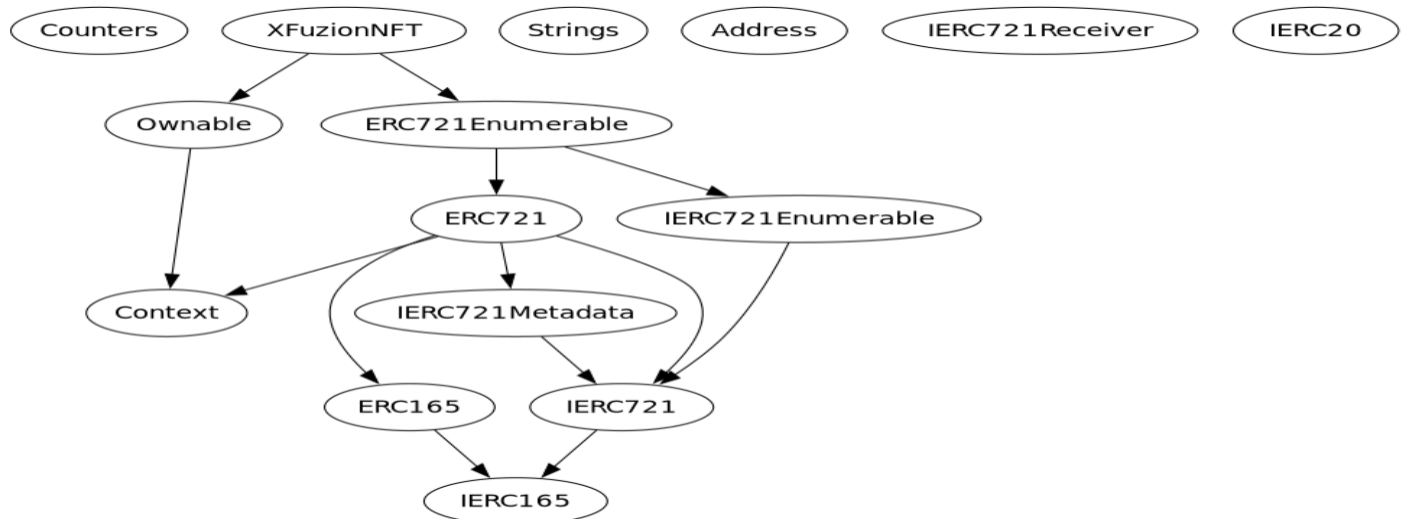 Counters
XFuzionNFT
Strings
Address
IERC721Receiver
IERC20
Ownable
ERC721Enumerable
ERC721
IERC721Enumerable
Context
IERC721Metadata
ERC165
IERC721
IERC165